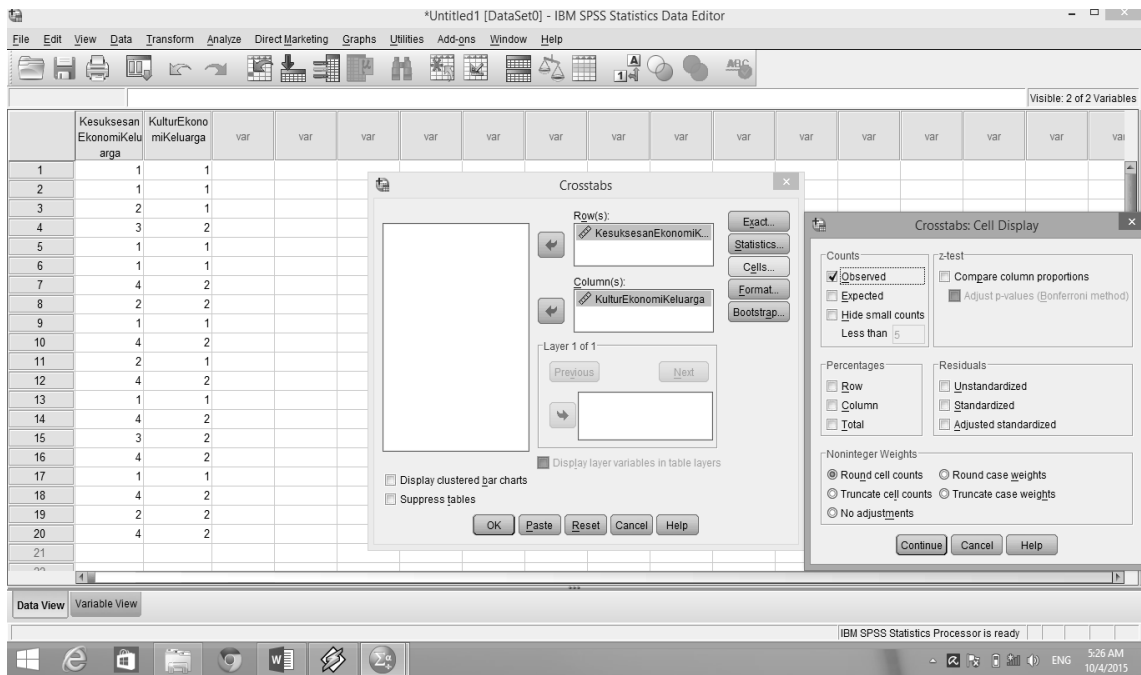 *Untitled1 [DataSet0] - IBM SPSS Statistics Data Editor
File Edit View Data Transform Analyze Direct Marketing Graphs Utilities Add-ons Window Help
Visible: 2 of 2 Variables
KesuksesanEkonomiKeluarga KulturEkonomiKeluarga var var var var var var var var var var var var var
1 1 1
2 1 1
3 2 1
4 3 2
5 1 1
6 1 1
7 4 2
8 2 2
9 1 1
10 4 2
11 2 1
12 4 2
13 1 1
14 4 2
15 3 2
16 4 2
17 1 1
18 4 2
19 2 2
20 4 2
21
Crosstabs
Row(s):
KesuksesanEkonomiK...
Column(s):
KulturEkonomiKeluarga
Exact...
Statistics...
Cells...
Format...
Bootstrap...
Layer 1 of 1
Previous Next
Display layer variables in table layers
Display clustered bar charts
Suppress tables
OK Paste Reset Cancel Help
Crosstabs: Cell Display
Counts
Observed
Expected
Hide small counts
Less than 5
z-test
Compare column proportions
Adjust p-values (Bonferroni method)
Percentages
Row
Column
Total
Residuals
Unstandardized
Standardized
Adjusted standardized
Noninteger Weights
Round cell counts Round case weights
Truncate cell counts Truncate case weights
No adjustments
Continue Cancel Help
Data View Variable View
IBM SPSS Statistics Processor is ready
ENG
5:26 AM
10/4/2015